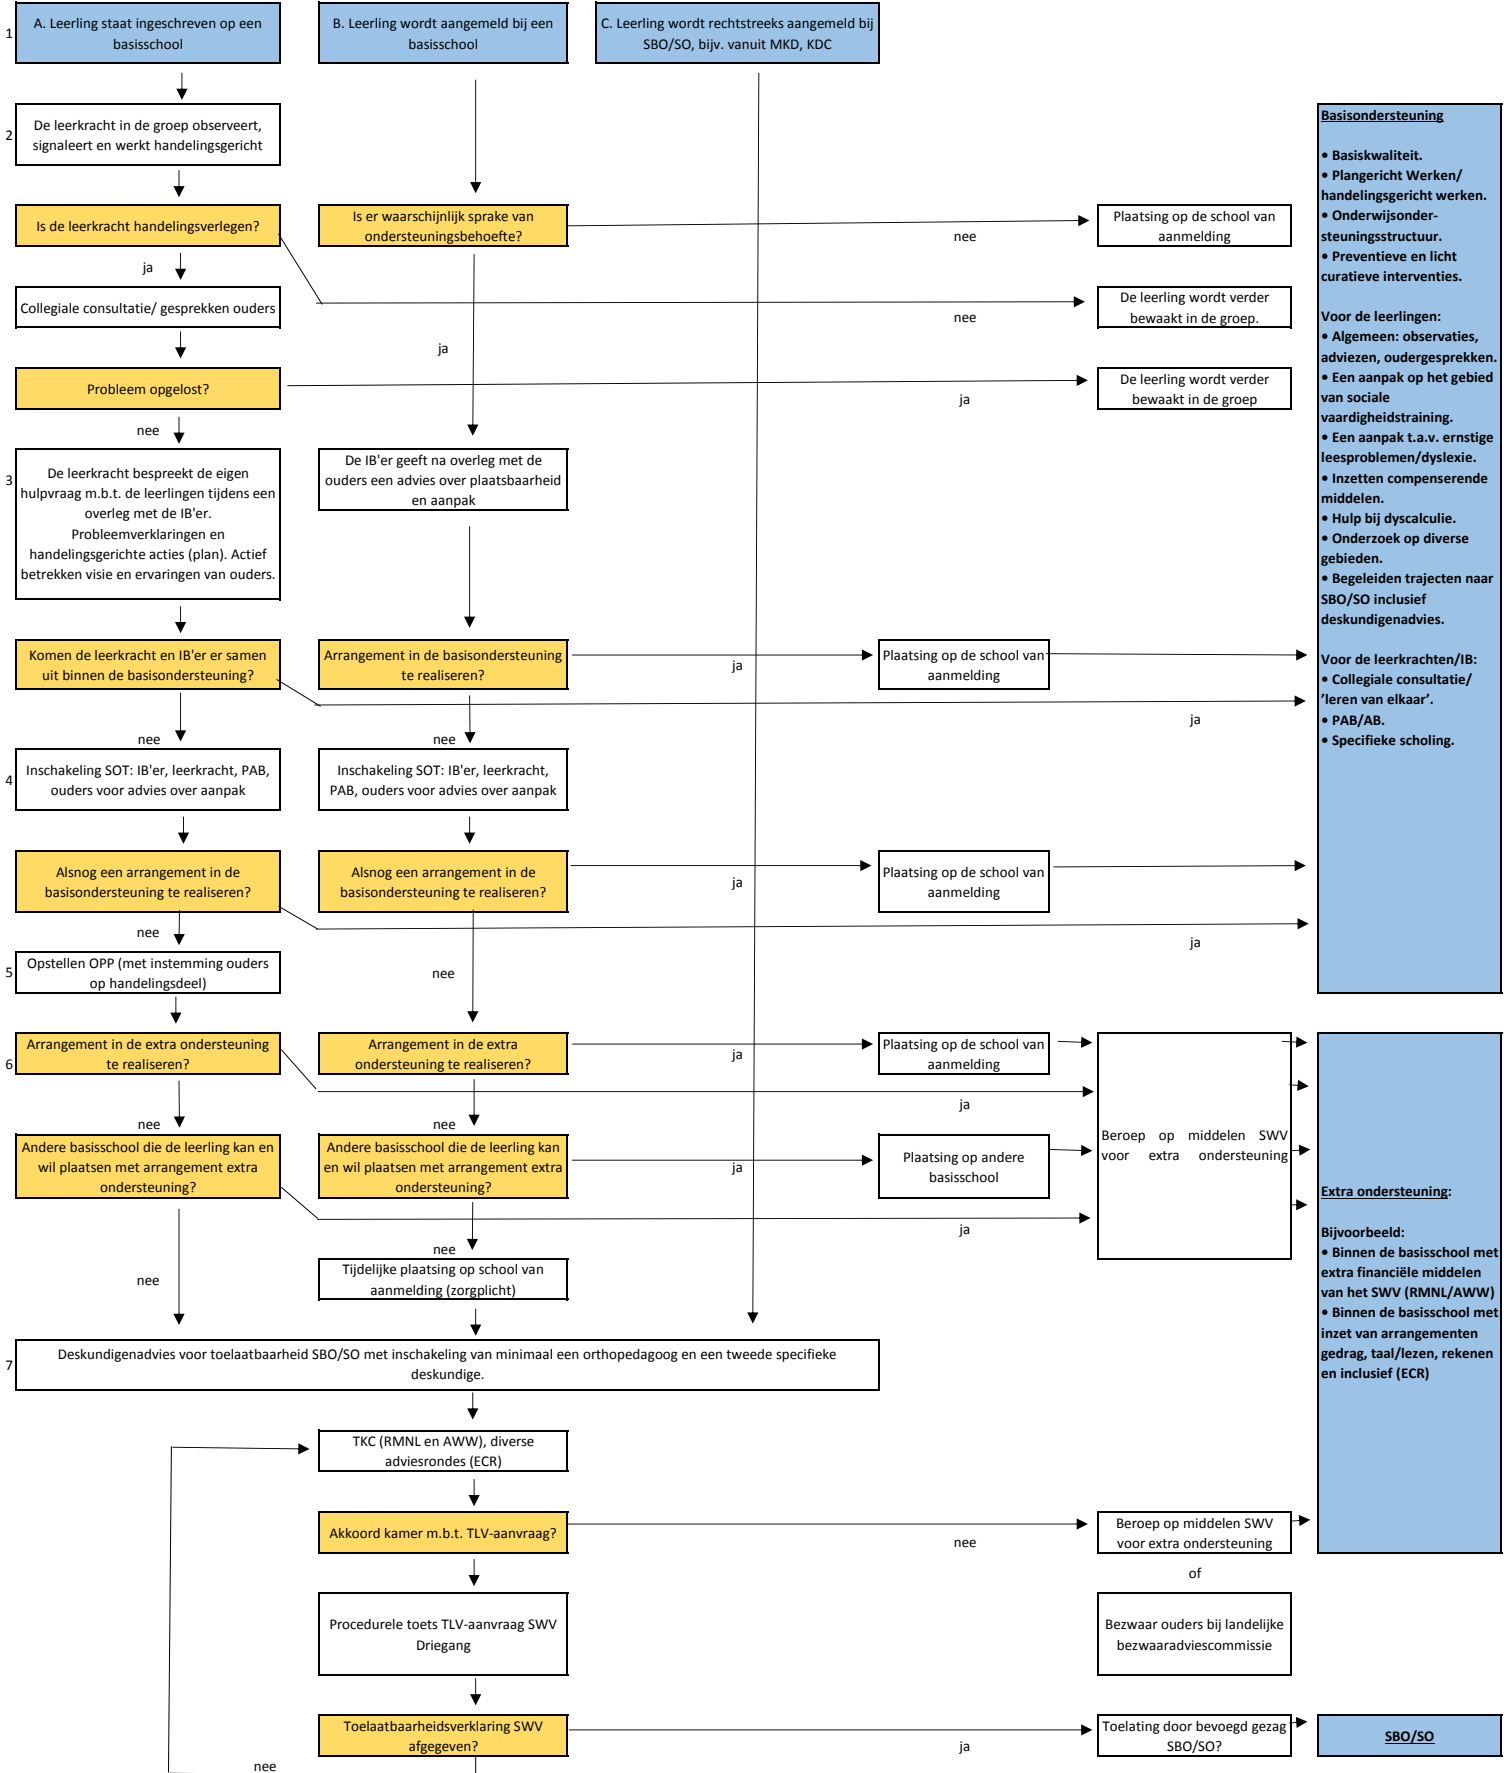 1
A. Leerling staat ingeschreven op een
basisschool
B. Leerling wordt aangemeld bij een
basisschool
C. Leerling wordt rechtstreeks aangemeld bij
SBO/SO, bijv. vanuit MKD, KDC
2
De leerkracht in de groep observeert,
signaleert en werkt handelingsgericht
Is de leerkracht handelingsverlegen?
Is er waarschijnlijk sprake van
ondersteuningsbehoefte?
nee
Plaatsing op de school van
aanmelding
ja
Collegiale consultatie/ gesprekken ouders
nee
De leerling wordt verder
bewaakt in de groep.
ja
Probleem opgelost?
ja
De leerling wordt verder
bewaakt in de groep
nee
3
De leerkracht bespreekt de eigen
hulpvraag m.b.t. de leerlingen tijdens een
overleg met de IB'er.
Probleemverklaringen en
handelingsgerichte acties (plan). Actief
betrekken visie en ervaringen van ouders.
De IB'er geeft na overleg met de
ouders een advies over plaatsbaarheid
en aanpak
Komen de leerkracht en IB'er er samen
uit binnen de basisondersteuning?
Arrangement in de basisondersteuning
te realiseren?
ja
Plaatsing op de school van
aanmelding
ja
nee
nee
4
Inschakeling SOT: IB'er, leerkracht, PAB,
ouders voor advies over aanpak
Inschakeling SOT: IB'er, leerkracht,
PAB, ouders voor advies over aanpak
Alsnog een arrangement in de
basisondersteuning te realiseren?
Alsnog een arrangement in de
basisondersteuning te realiseren?
ja
Plaatsing op de school van
aanmelding
nee
ja
5
Opstellen OPP (met instemming ouders
op handelingsdeel)
nee
Basisondersteuning
• Basiskwaliteit.
• Plangericht Werken/
handelingsgericht werken.
• Onderwijsonder-
steuningsstructuur.
• Preventieve en licht
curatieve interventies.
Voor de leerlingen:
• Algemeen: observaties,
adviezen, oudergesprekken.
• Een aanpak op het gebied
van sociale
vaardigheidstraining.
• Een aanpak t.a.v. ernstige
leesproblemen/dyslexie.
• Inzetten compenserende
middelen.
• Hulp bij dyscalculie.
• Onderzoek op diverse
gebieden.
• Begeleiden trajecten naar
SBO/SO inclusief
deskundigenadvies.
Voor de leerkrachten/IB:
• Collegiale consultatie/
’leren van elkaar’.
• PAB/AB.
• Specifieke scholing.
6
Arrangement in de extra ondersteuning
te realiseren?
Arrangement in de extra
ondersteuning te realiseren?
ja
Plaatsing op de school van
aanmelding
ja
nee
nee
Andere basisschool die de leerling kan en
wil plaatsen met arrangement extra
ondersteuning?
Andere basisschool die de leerling kan
en wil plaatsen met arrangement extra
ondersteuning?
ja
Plaatsing op andere
basisschool
Beroep op middelen SWV
voor extra ondersteuning
ja
nee
nee
Tijdelijke plaatsing op school van
aanmelding (zorgplicht)
Extra ondersteuning:
Bijvoorbeeld:
• Binnen de basisschool met
extra financiële middelen
van het SWV (RMNL/AWW)
• Binnen de basisschool met
inzet van arrangementen
gedrag, taal/lezen, rekenen
en inclusief (ECR)
7
Deskundigenadvies voor toelaatbaarheid SBO/SO met inschakeling van minimaal een orthopedagoog en een tweede specifieke
deskundige.
TKC (RMNL en AWW), diverse
adviesrondes (ECR)
Akkoord kamer m.b.t. TLV-aanvraag?
nee
Beroep op middelen SWV
voor extra ondersteuning
of
Procedurele toets TLV-aanvraag SWV
Driegang
Bezwaar ouders bij landelijke
bezwaaradviescommissie
Toelaatbaarheidsverklaring SWV
afgegeven?
ja
Toelating door bevoegd gezag
SBO/SO?
SBO/SO
nee